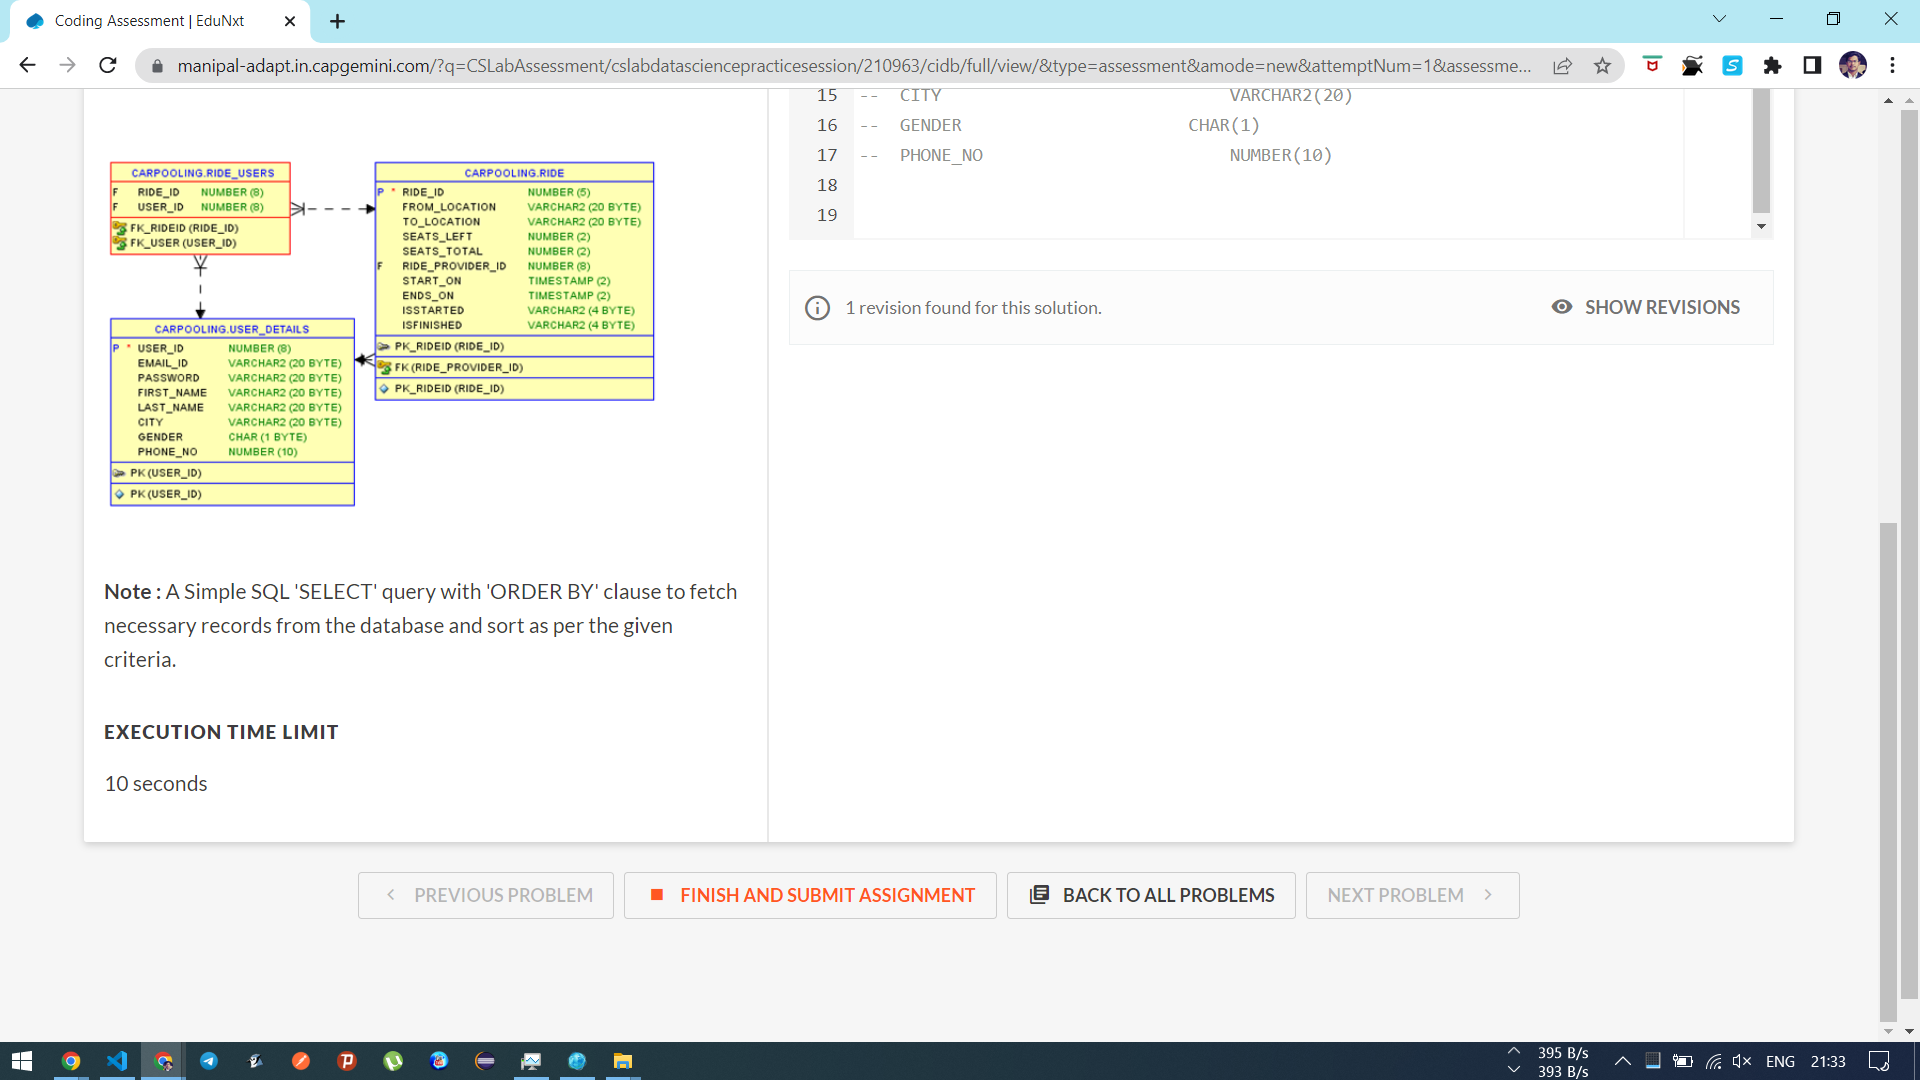 Coding Assessment | EduNxt
manipal-adapt.in.capgemini.com/?q=CSLabAssessment/cslabdatasciencepracticesession/210963/cidb/full/view/&type=assessment&amode=new&attemptNum=1&assessme...
CARPOOLING.RIDE_USERS
F RIDE_ID NUMBER (8)
F USER_ID NUMBER (8)
FK_RIDEID (RIDE_ID)
FK_USER (USER_ID)
CARPOOLING.RIDE
P * RIDE_ID NUMBER (5)
FROM_LOCATION VARCHAR2 (20 BYTE)
TO_LOCATION VARCHAR2 (20 BYTE)
SEATS_LEFT NUMBER (2)
SEATS_TOTAL NUMBER (2)
F RIDE_PROVIDER_ID NUMBER (8)
START_ON TIMESTAMP (2)
ENDS_ON TIMESTAMP (2)
ISSTARTED VARCHAR2 (4 BYTE)
ISFINISHED VARCHAR2 (4 BYTE)
PK_RIDEID (RIDE_ID)
FK (RIDE_PROVIDER_ID)
PK_RIDEID (RIDE_ID)
CARPOOLING.USER_DETAILS
P * USER_ID NUMBER (8)
EMAIL_ID VARCHAR2 (20 BYTE)
PASSWORD VARCHAR2 (20 BYTE)
FIRST_NAME VARCHAR2 (20 BYTE)
LAST_NAME VARCHAR2 (20 BYTE)
CITY VARCHAR2 (20 BYTE)
GENDER CHAR (1 BYTE)
PHONE_NO NUMBER (10)
PK (USER_ID)
PK (USER_ID)
Note : A Simple SQL 'SELECT' query with 'ORDER BY' clause to fetch
necessary records from the database and sort as per the given
criteria.
EXECUTION TIME LIMIT
10 seconds
15 -- CITY VARCHAR2(20)
16 -- GENDER CHAR(1)
17 -- PHONE_NO NUMBER(10)
18
19
1 revision found for this solution.
SHOW REVISIONS
PREVIOUS PROBLEM
FINISH AND SUBMIT ASSIGNMENT
BACK TO ALL PROBLEMS
NEXT PROBLEM
395 B/s
393 B/s
ENG
21:33